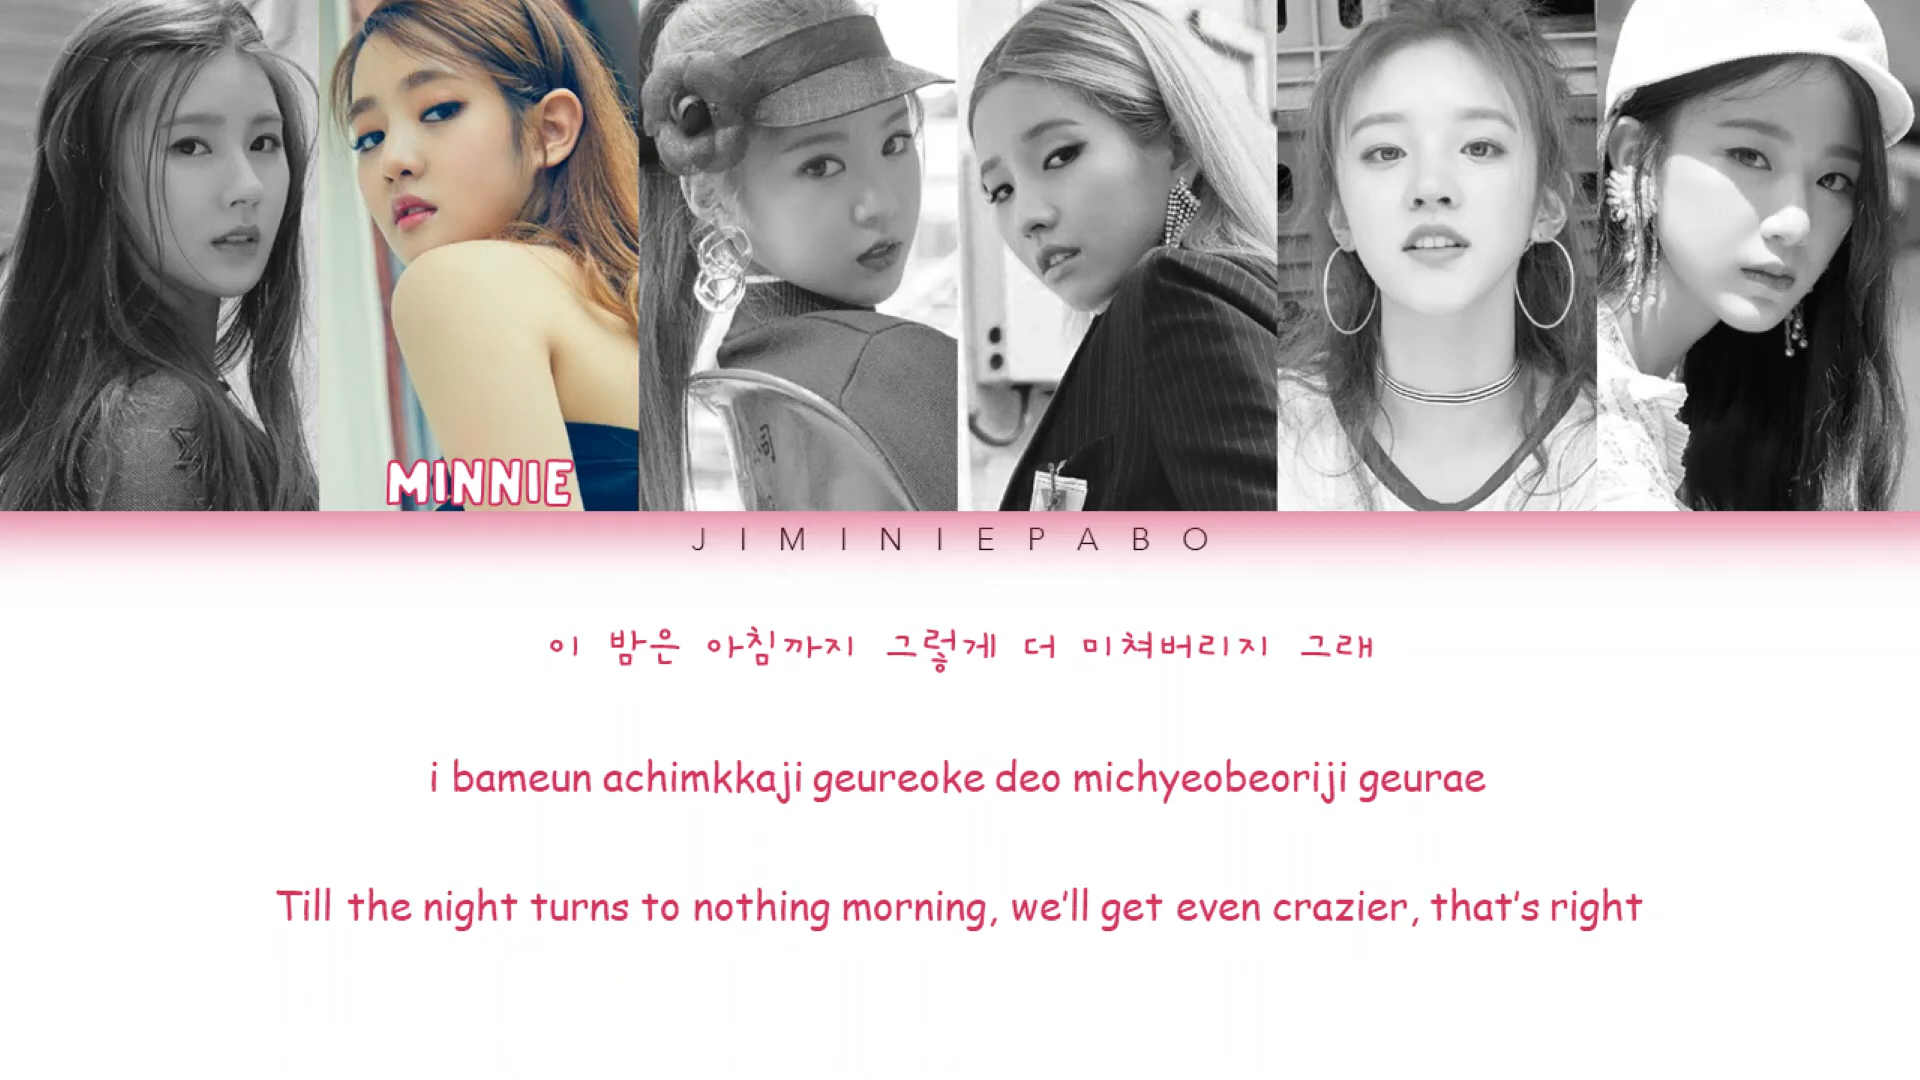 MINNIE
JIMINIEPABO
이 밤은 아침까지 그렇게 더 미쳐버리지 그래
i bameun achimkkaji geureoke deo michyeobeoriji geurae
Till the night turns to nothing morning, we'll get even crazier, that's right